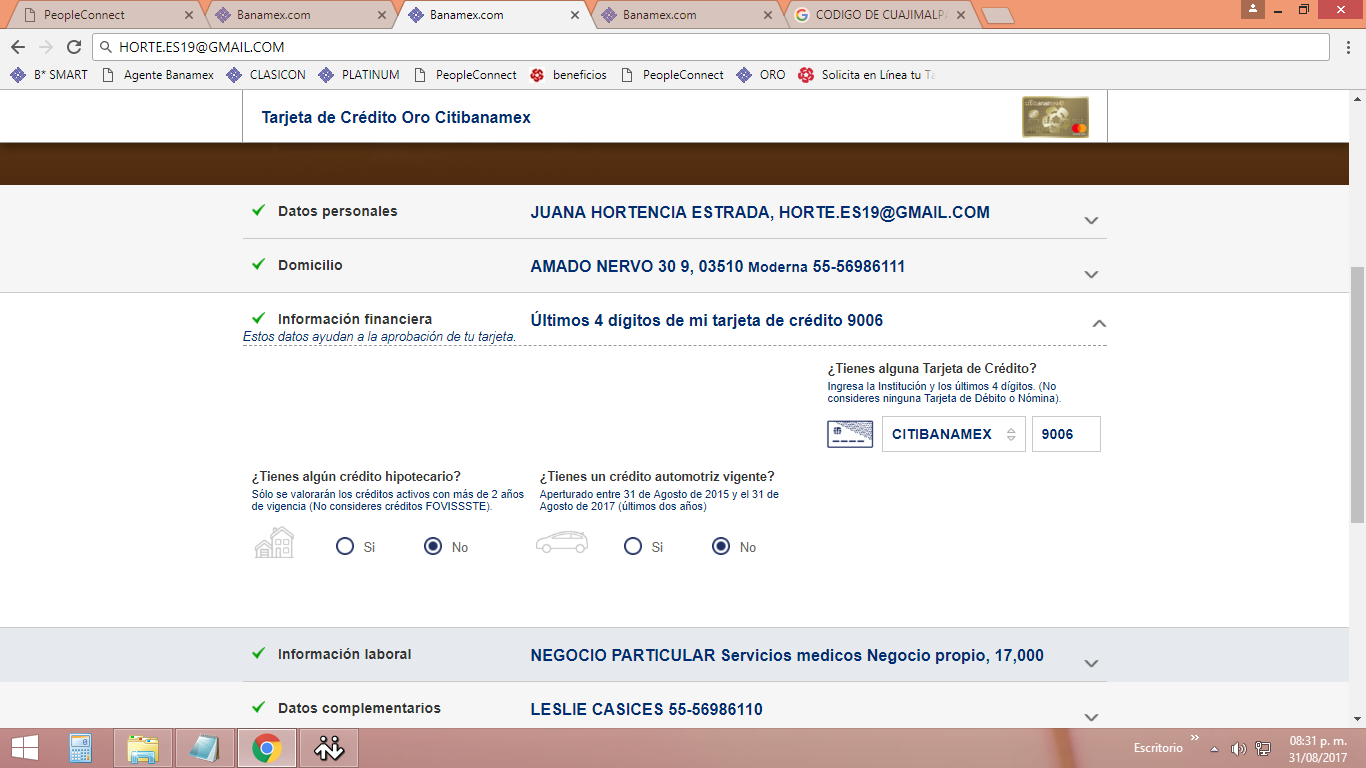 PeopleConnect
Banamex.com
Banamex.com
Banamex.com
CODIGO DE CUAJIMALPA
HORTE.ES19@GMAIL.COM
B* SMART Agente Banamex CLASICON PLATINUM PeopleConnect beneficios PeopleConnect ORO Solicita en Línea tu Ta
Tarjeta de Crédito Oro Citibanamex
Datos personales JUANA HORTENCIA ESTRADA, HORTE.ES19@GMAIL.COM
Domicilio AMADO NERVO 30 9, 03510 Moderna 55-56986111
Información financiera Últimos 4 dígitos de mi tarjeta de crédito 9006
Estos datos ayudan a la aprobación de tu tarjeta.
¿Tienes alguna Tarjeta de Crédito?
Ingresa la Institución y los últimos 4 dígitos. (No
consideres ninguna Tarjeta de Débito o Nómina).
CITIBANAMEX 9006
¿Tienes algún crédito hipotecario?
Sólo se valorarán los créditos activos con más de 2 años
de vigencia (No consideres créditos FOVISSSTE).
Si No
¿Tienes un crédito automotriz vigente?
Aperturado entre 31 de Agosto de 2015 y el 31 de
Agosto de 2017 (últimos dos años)
Si No
Información laboral NEGOCIO PARTICULAR Servicios medicos Negocio propio, 17,000
Datos complementarios LESLIE CASICES 55-56986110
Escritorio
08:31 p. m.
31/08/2017